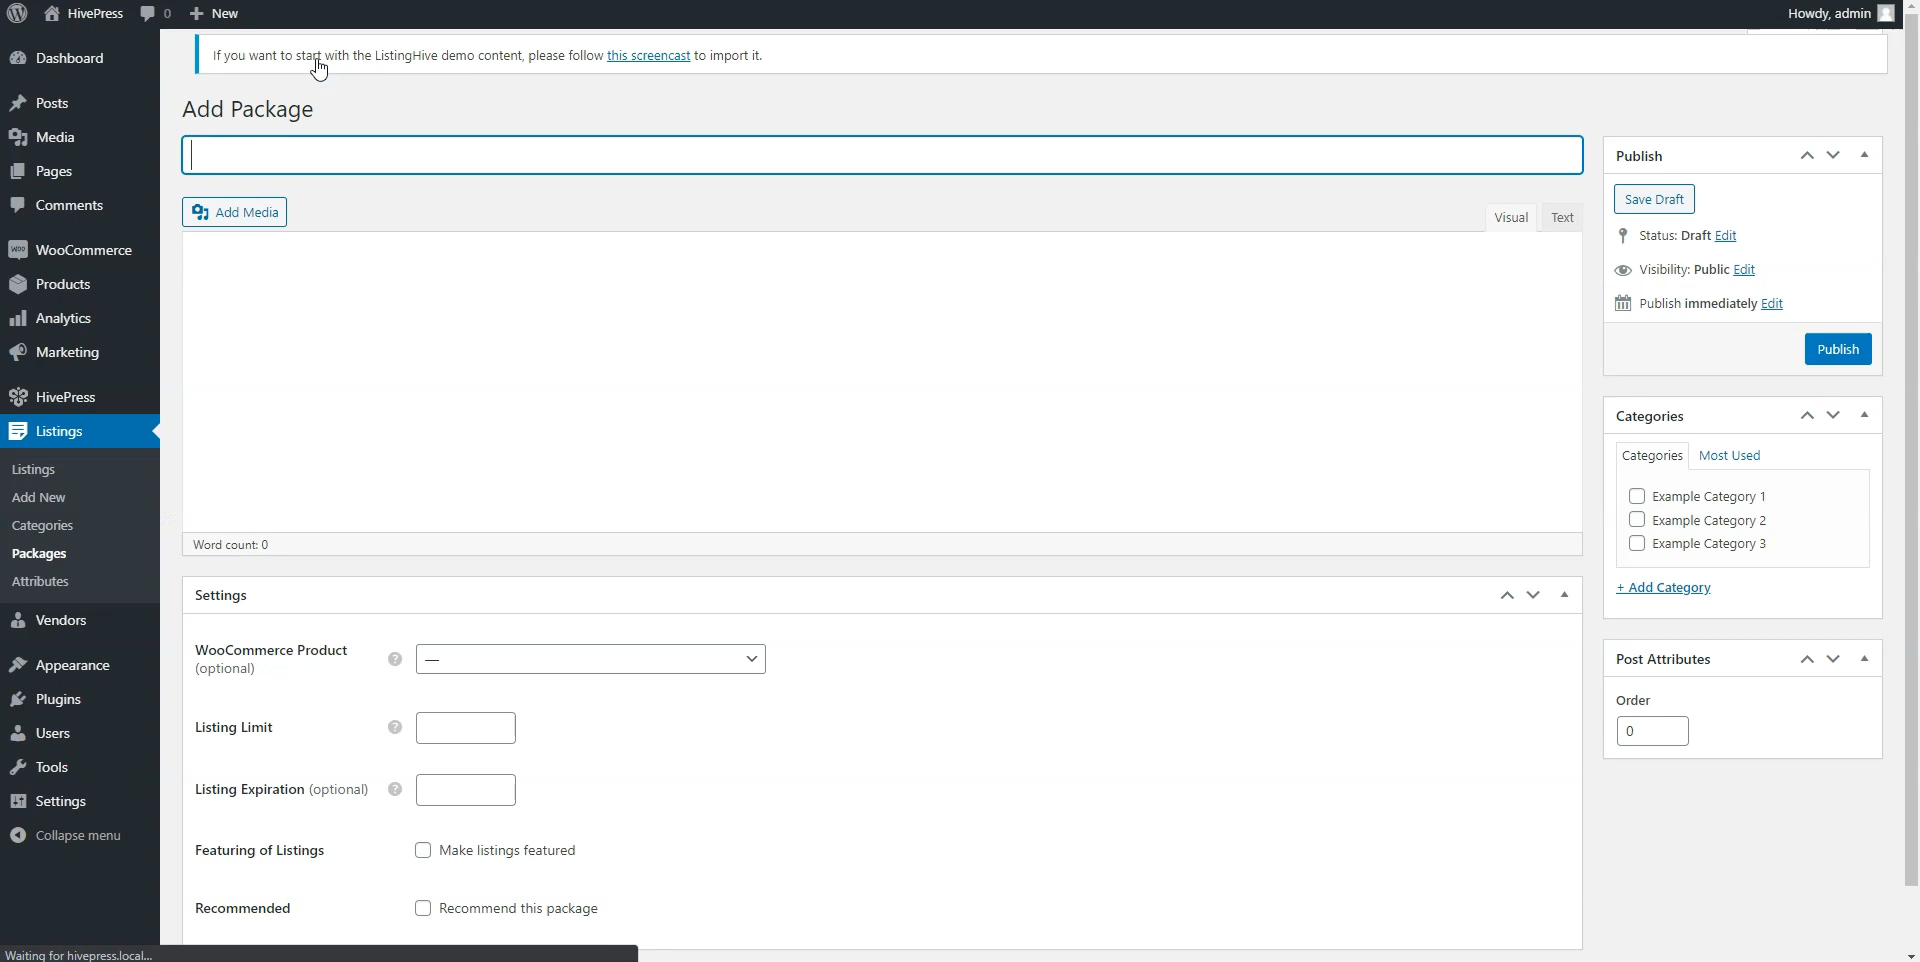 HivePress
0
New
Howdy, admin
Dashboard
Posts
Media
Pages
Comments
WooCommerce
Products
Analytics
Marketing
HivePress
Listings
Listings
Add New
Categories
Packages
Attributes
Vendors
Appearance
Plugins
Users
Tools
Settings
Collapse menu
If you want to start with the ListingHive demo content, please follow this screencast to import it.
Add Package
Add Media
Visual
Text
Word count: 0
Settings
WooCommerce Product
(optional)
—
Listing Limit
Listing Expiration (optional)
Featuring of Listings
Make listings featured
Recommended
Recommend this package
Publish
Save Draft
Status: Draft Edit
Visibility: Public Edit
Publish immediately Edit
Publish
Categories
Categories
Most Used
Example Category 1
Example Category 2
Example Category 3
+ Add Category
Post Attributes
Order
0
Waiting for hivepress.local...